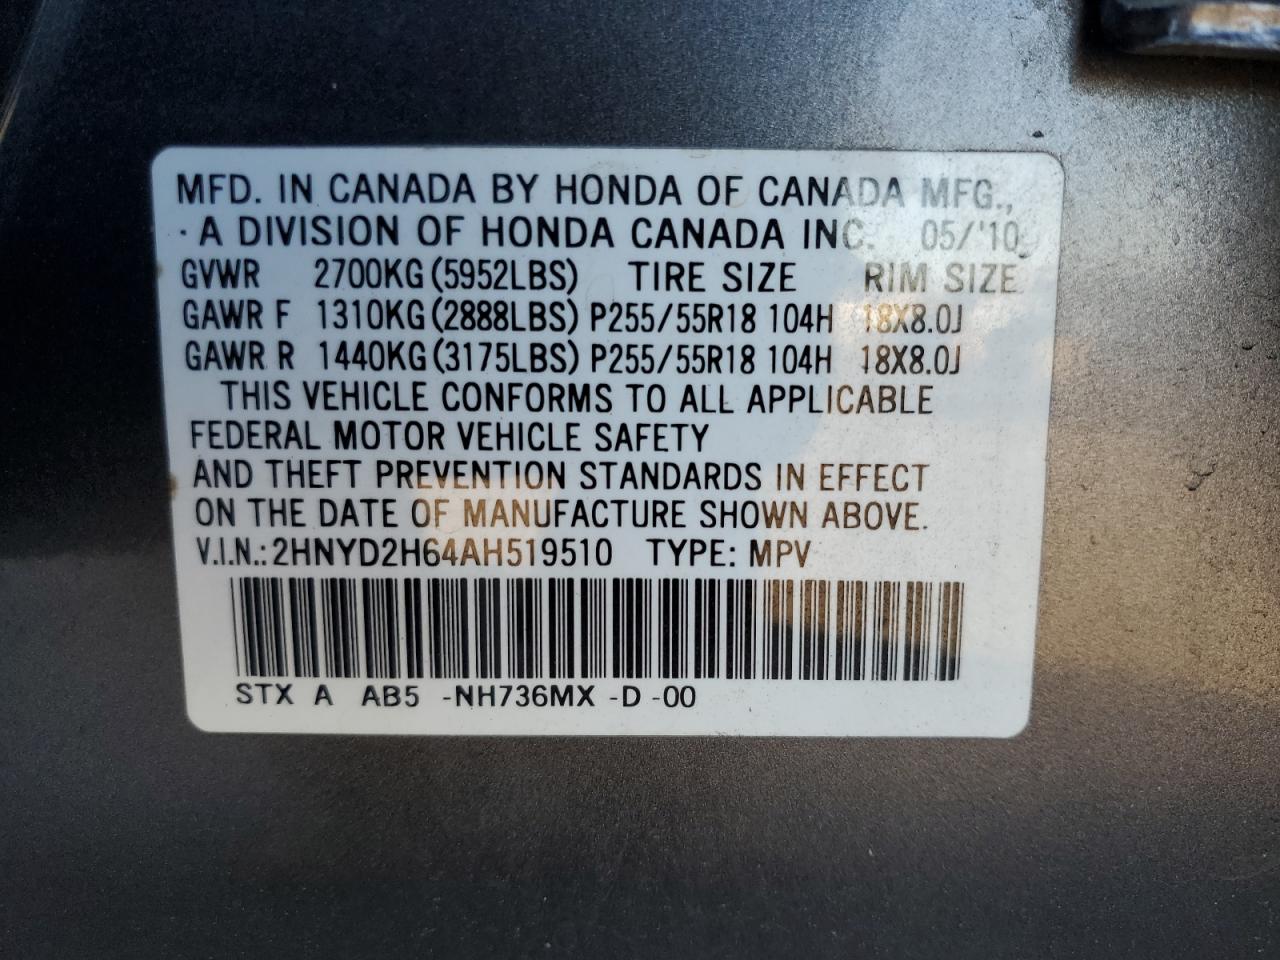 MFD. IN CANADA BY HONDA OF CANADA MFG.,
· A DIVISION OF HONDA CANADA INC. 05/'10
GVWR 2700KG (5952LBS) TIRE SIZE RIM SIZE
GAWR F 1310KG (2888LBS) P255/55R18 104H 18X8.0J
GAWR R 1440KG (3175LBS) P255/55R18 104H 18X8.0J
THIS VEHICLE CONFORMS TO ALL APPLICABLE
FEDERAL MOTOR VEHICLE SAFETY
AND THEFT PREVENTION STANDARDS IN EFFECT
ON THE DATE OF MANUFACTURE SHOWN ABOVE.
V.I.N.: 2HNYD2H64AH519510 TYPE: MPV
STX A AB5 -NH736MX -D -00